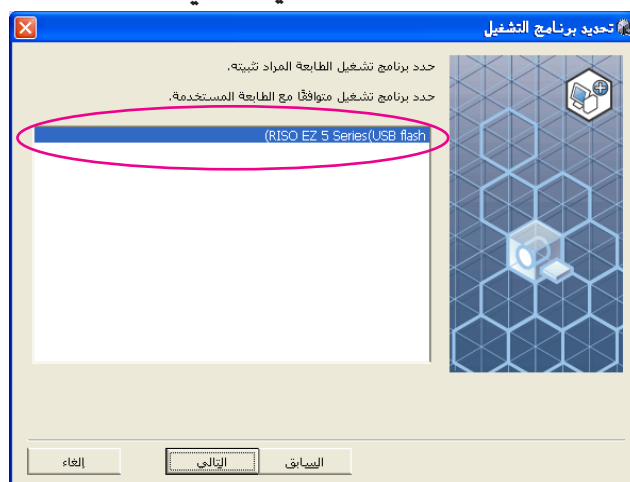 تحديد برنامج التشغيل
حدد برنامج تشغيل الطابعة المراد تثبيته.
حدد برنامج تشغيل متوافقًا مع الطابعة المستخدمة.
(RISO EZ 5 Series(USB flash
السابق
التالي
إلغاء